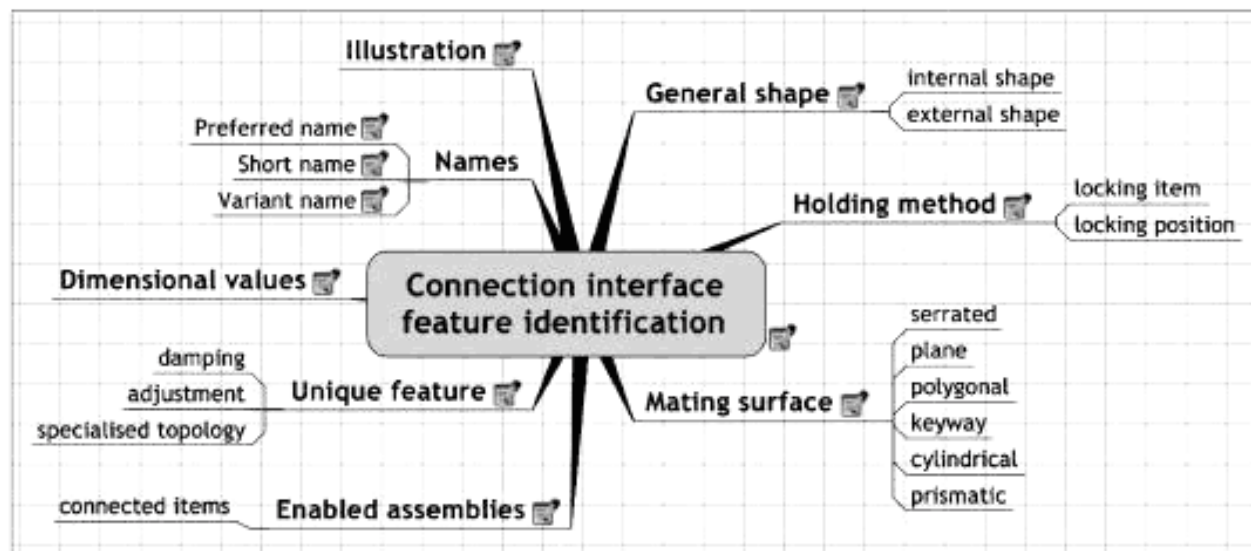 Illustration
Preferred name
Short name
Variant name
Names
Dimensional values
damping
adjustment
specialised topology
Unique feature
connected items
Enabled assemblies
Connection interface
feature identification
General shape
internal shape
external shape
Holding method
locking item
locking position
Mating surface
serrated
plane
polygonal
keyway
cylindrical
prismatic